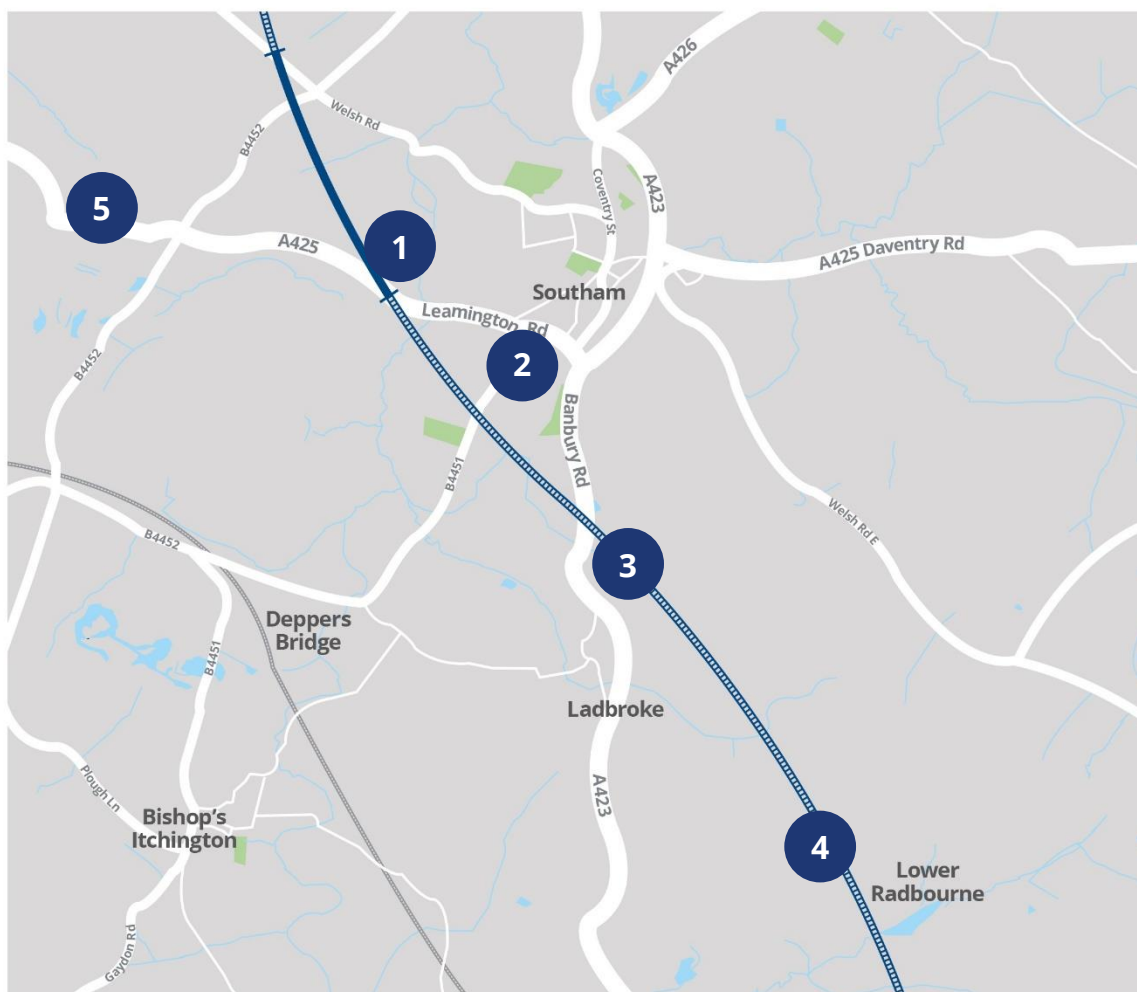 A426
Welsh Rd
B4452
Coventry St
A423
5
A425
1
A425 Daventry Rd
Southam
Leamington Rd
2
B4452
Banbury Rd
B4451
Welsh Rd E
B4452
3
Deppers
Bridge
B4451
Ladbroke
Plough Ln
A423
Bishop's
Itchington
4
Lower
Radbourne
Gaydon Rd